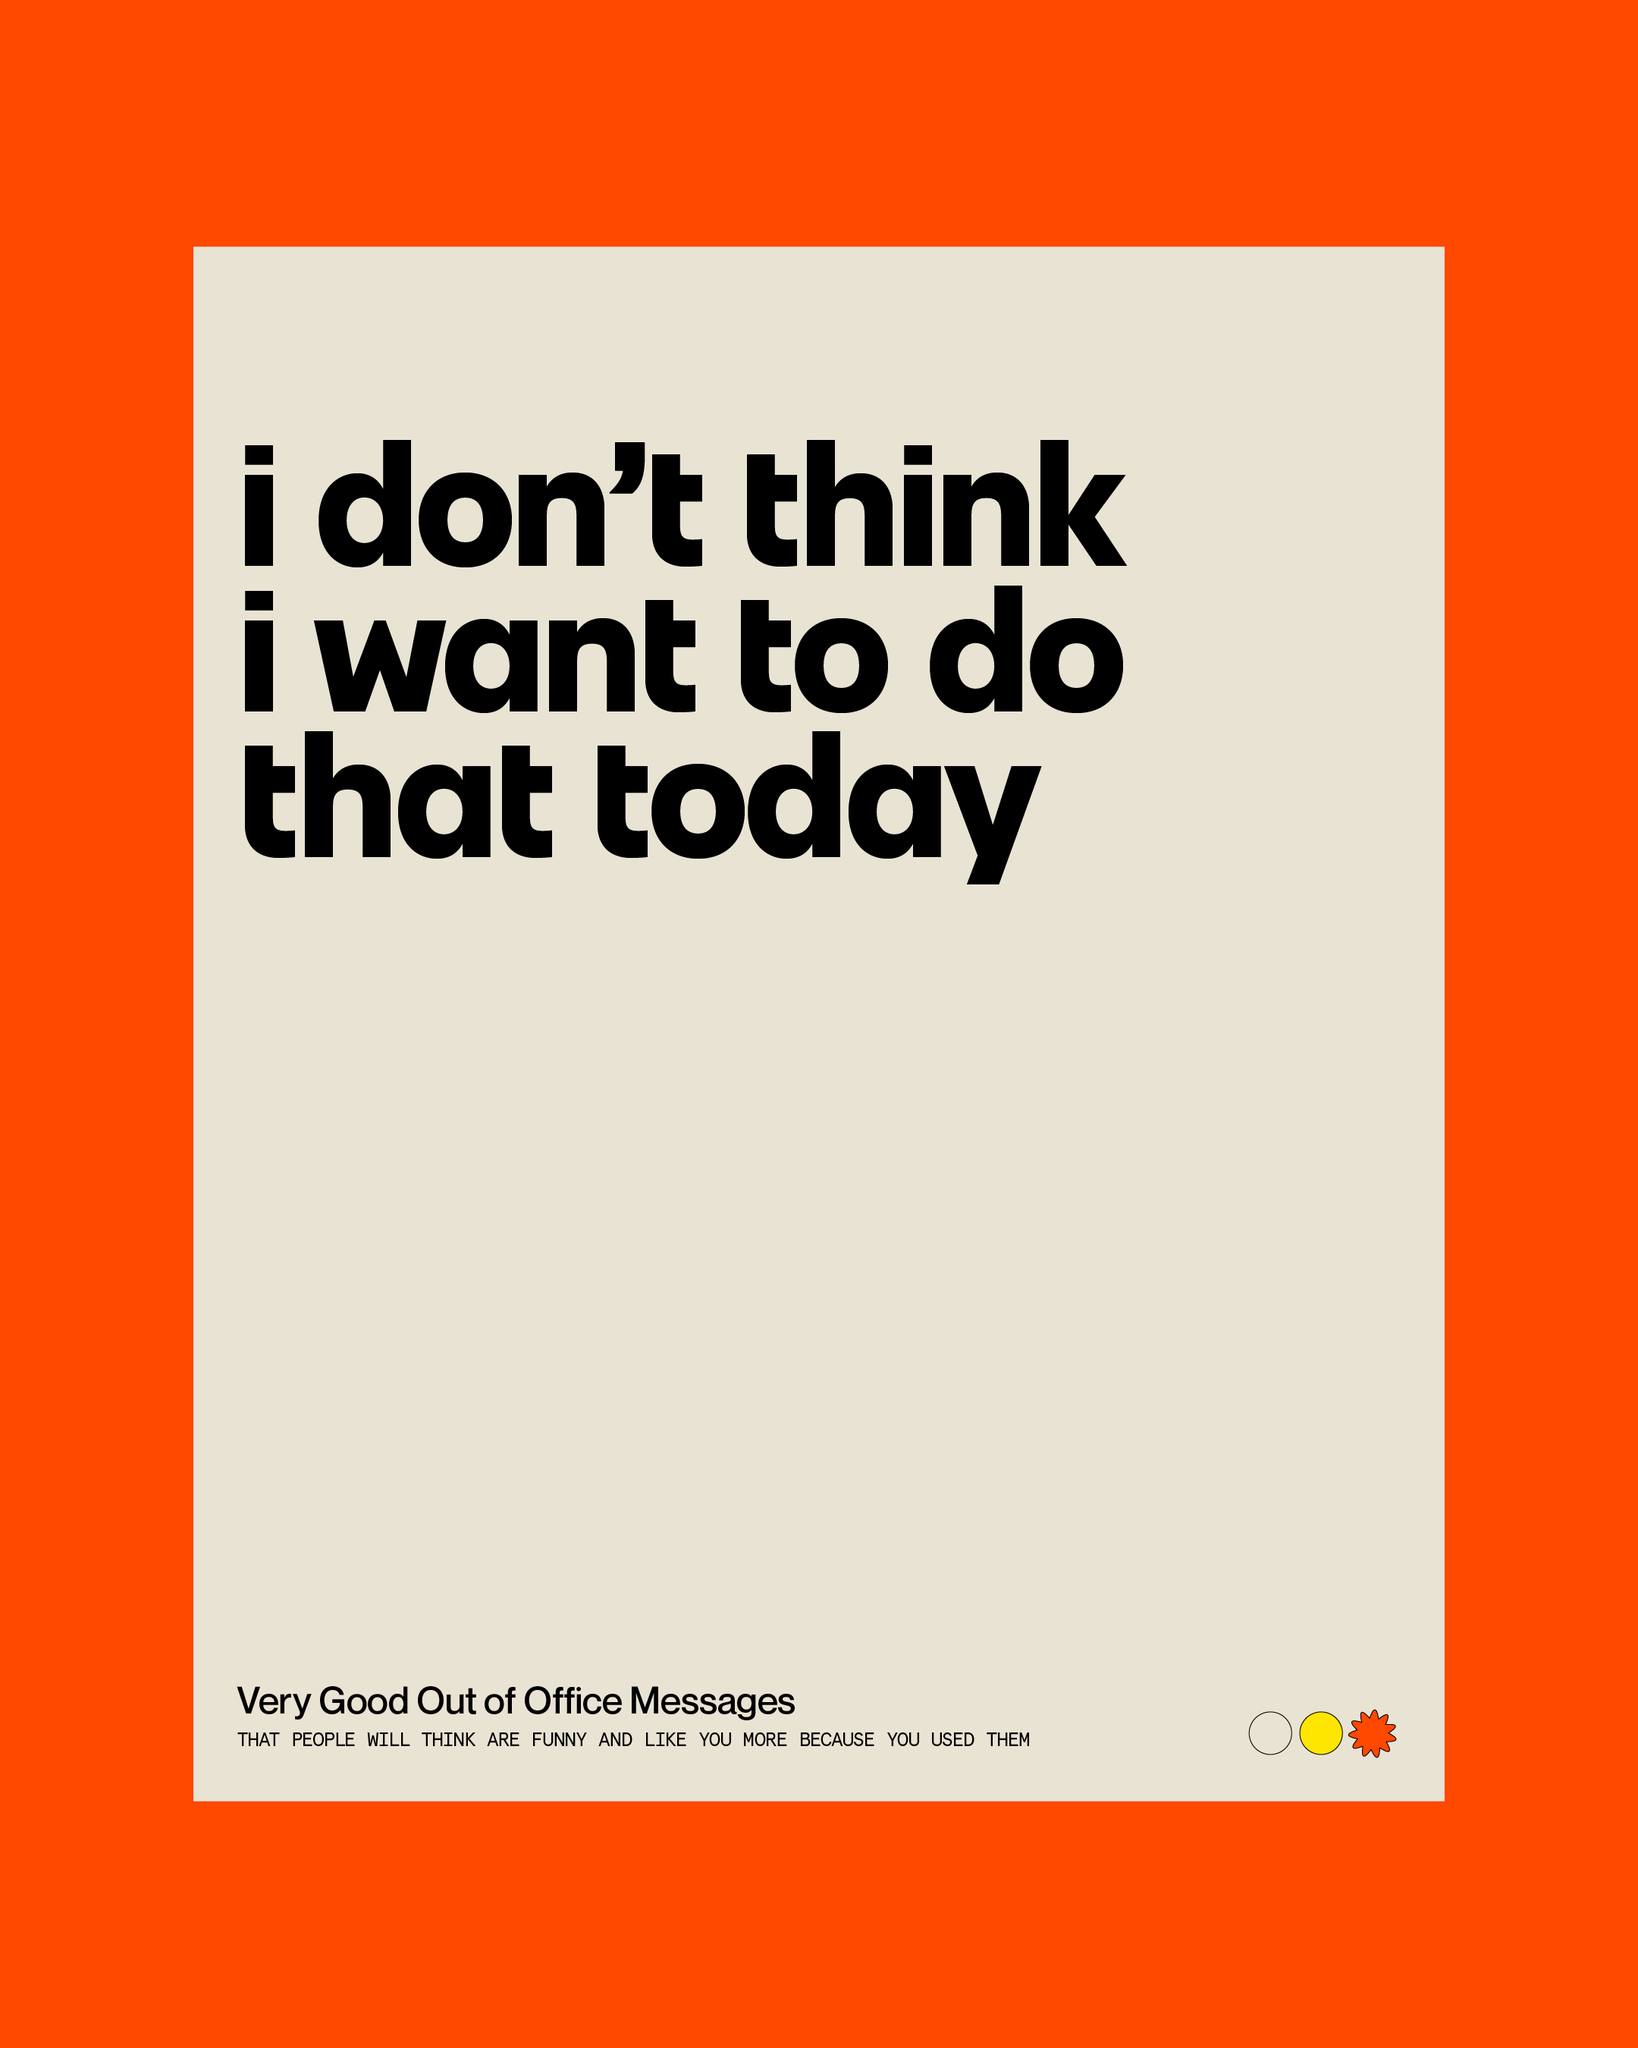 i don’t think
i want to do
that today
Very Good Out of Office Messages
THAT PEOPLE WILL THINK ARE FUNNY AND LIKE YOU MORE BECAUSE YOU USED THEM